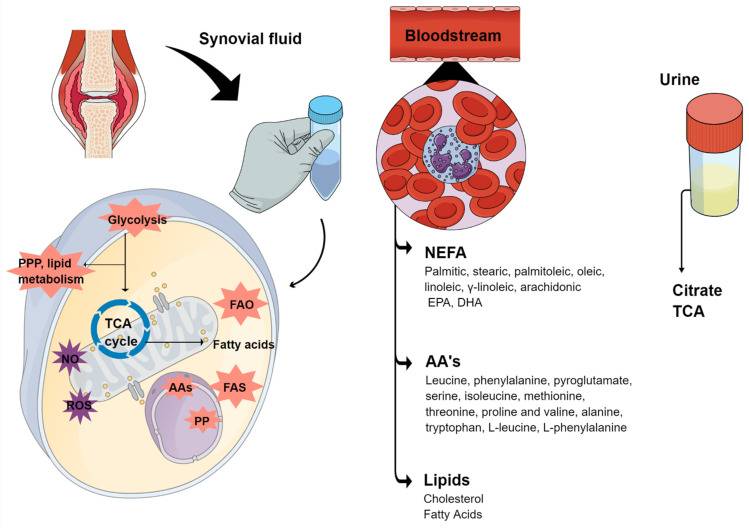 Synovial fluid
Bloodstream
Urine
Glycolysis
PPP, lipid
metabolism
FAO
TCA
cycle
Fatty acids
NO
ROS
AAs
FAS
PP
NEFA
Palmitic, stearic, palmitoleic, oleic,
linoleic, γ-linoleic, arachidonic
EPA, DHA
AA's
Leucine, phenylalanine, pyroglutamate,
serine, isoleucine, methionine,
threonine, proline and valine, alanine,
tryptophan, L-leucine, L-phenylalanine
Lipids
Cholesterol
Fatty Acids
Citrate
TCA